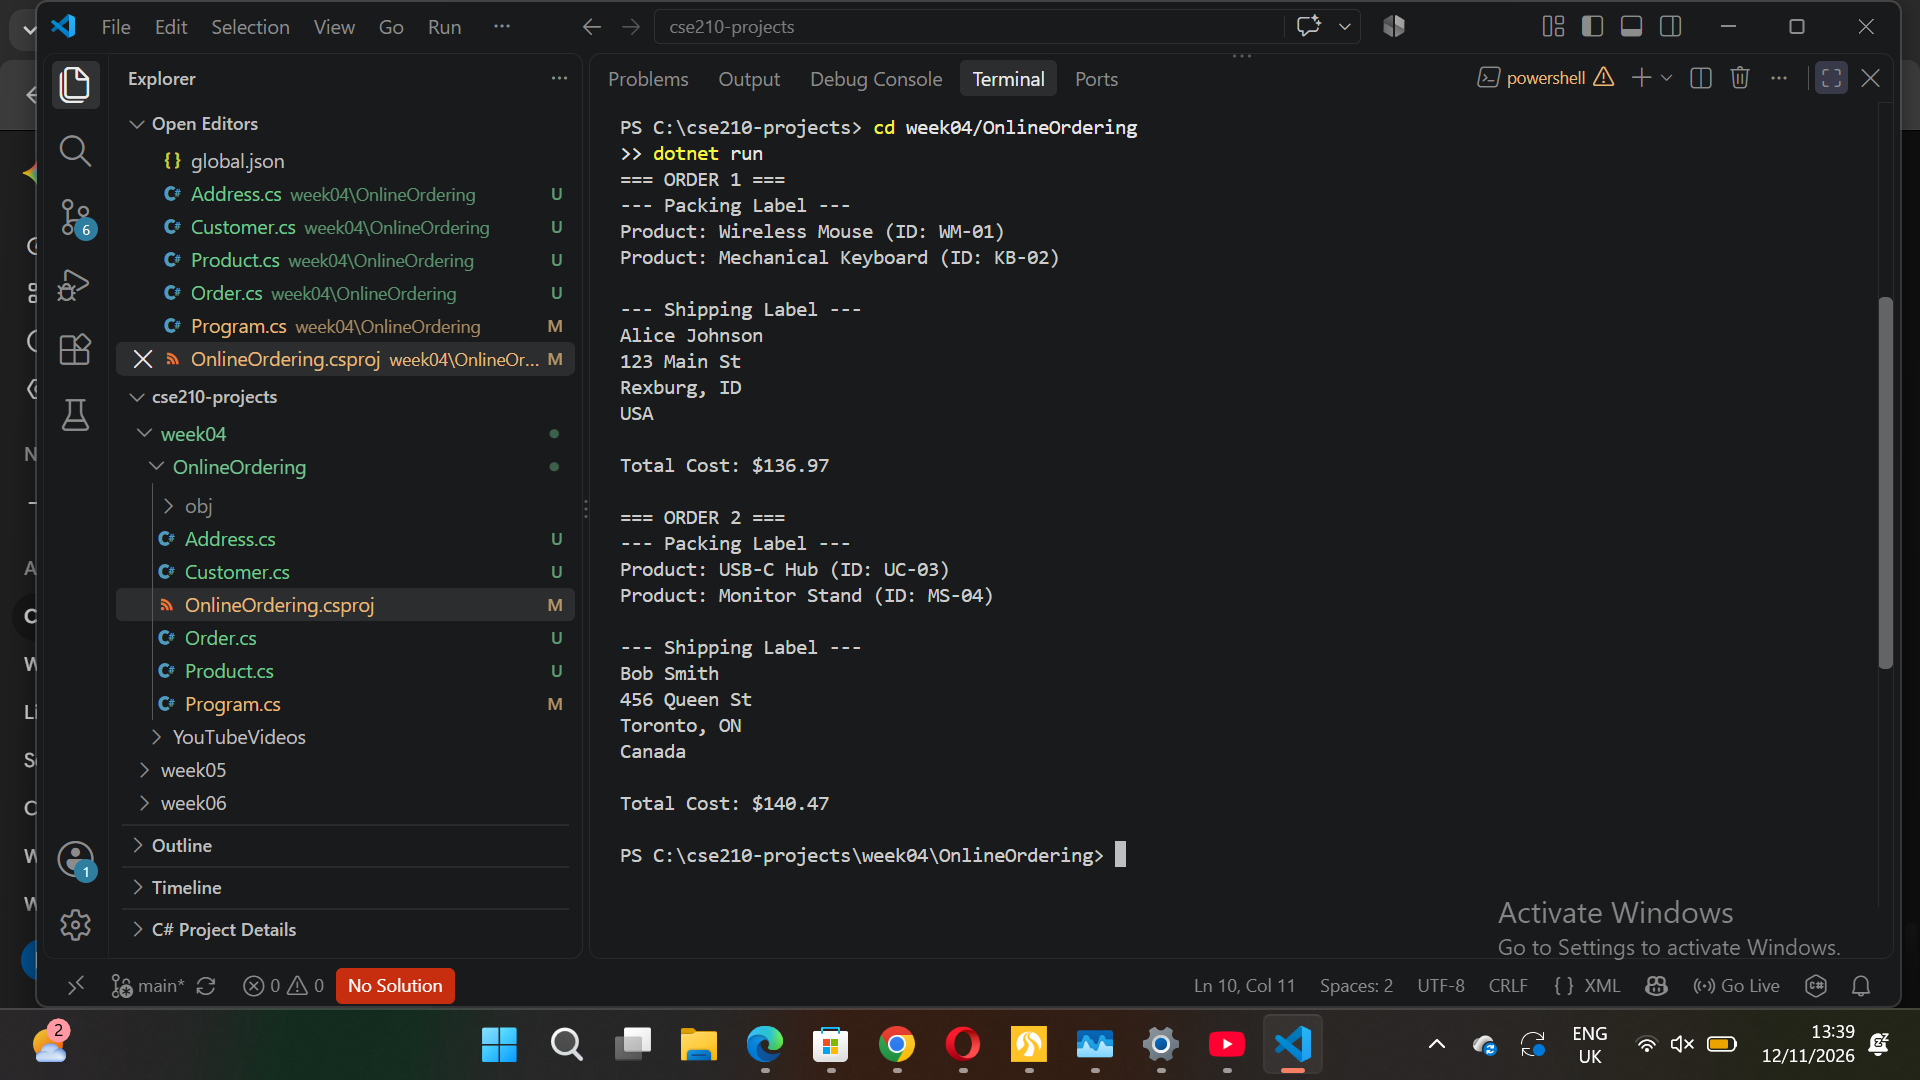 File Edit Selection View Go Run ···
cse210-projects
Explorer
Open Editors
{} global.json
C# Address.cs week04\OnlineOrdering U
C# Customer.cs week04\OnlineOrdering U
C# Product.cs week04\OnlineOrdering U
C# Order.cs week04\OnlineOrdering U
C# Program.cs week04\OnlineOrdering M
OnlineOrdering.csproj week04\OnlineOr... M
cse210-projects
week04
OnlineOrdering
obj
C# Address.cs U
C# Customer.cs U
OnlineOrdering.csproj M
C# Order.cs U
C# Product.cs U
C# Program.cs M
YouTubeVideos
week05
week06
Outline
Timeline
C# Project Details
6
1
Problems Output Debug Console Terminal Ports
powershell
PS C:\cse210-projects> cd week04/OnlineOrdering
>> dotnet run
=== ORDER 1 ===
--- Packing Label ---
Product: Wireless Mouse (ID: WM-01)
Product: Mechanical Keyboard (ID: KB-02)
--- Shipping Label ---
Alice Johnson
123 Main St
Rexburg, ID
USA
Total Cost: $136.97
=== ORDER 2 ===
--- Packing Label ---
Product: USB-C Hub (ID: UC-03)
Product: Monitor Stand (ID: MS-04)
--- Shipping Label ---
Bob Smith
456 Queen St
Toronto, ON
Canada
Total Cost: $140.47
PS C:\cse210-projects\week04\OnlineOrdering>
Activate Windows
Go to Settings to activate Windows.
main* 0 0 No Solution
Ln 10, Col 11 Spaces: 2 UTF-8 CRLF {} XML Go Live
2
ENG
UK
13:39
12/11/2026